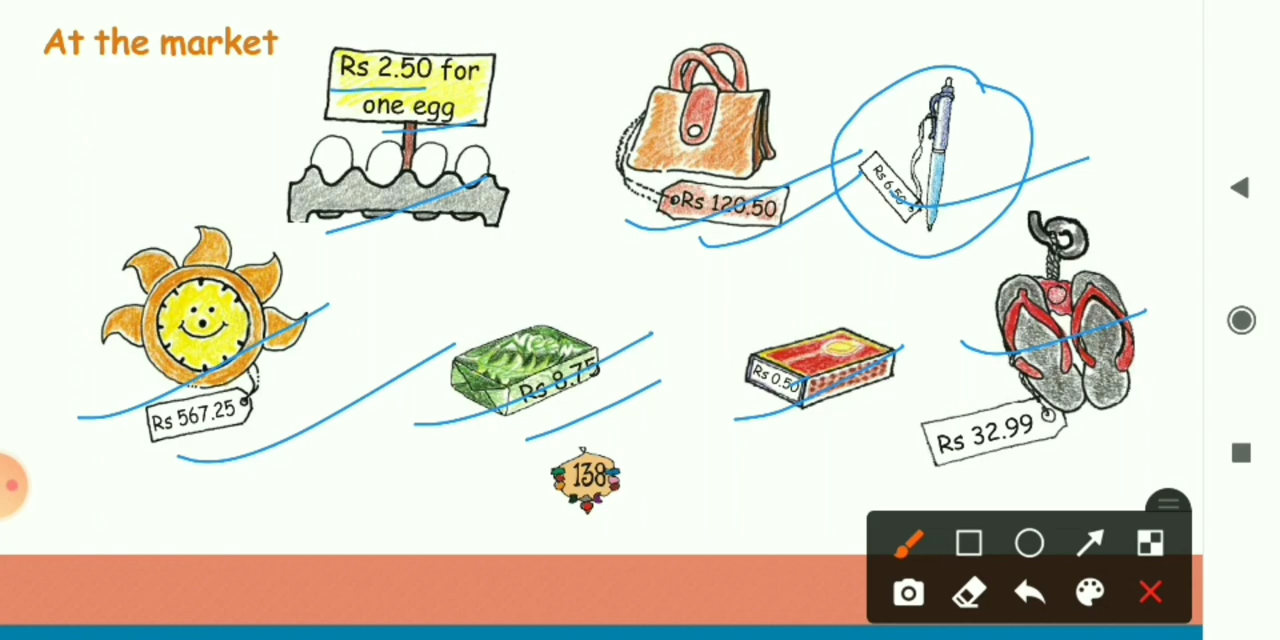 At the market
Rs 2.50 for
one egg
Rs 120.50
Rs 6.50
Rs 567.25
Rs 8.75
Rs 0.50
Rs 32.99
138